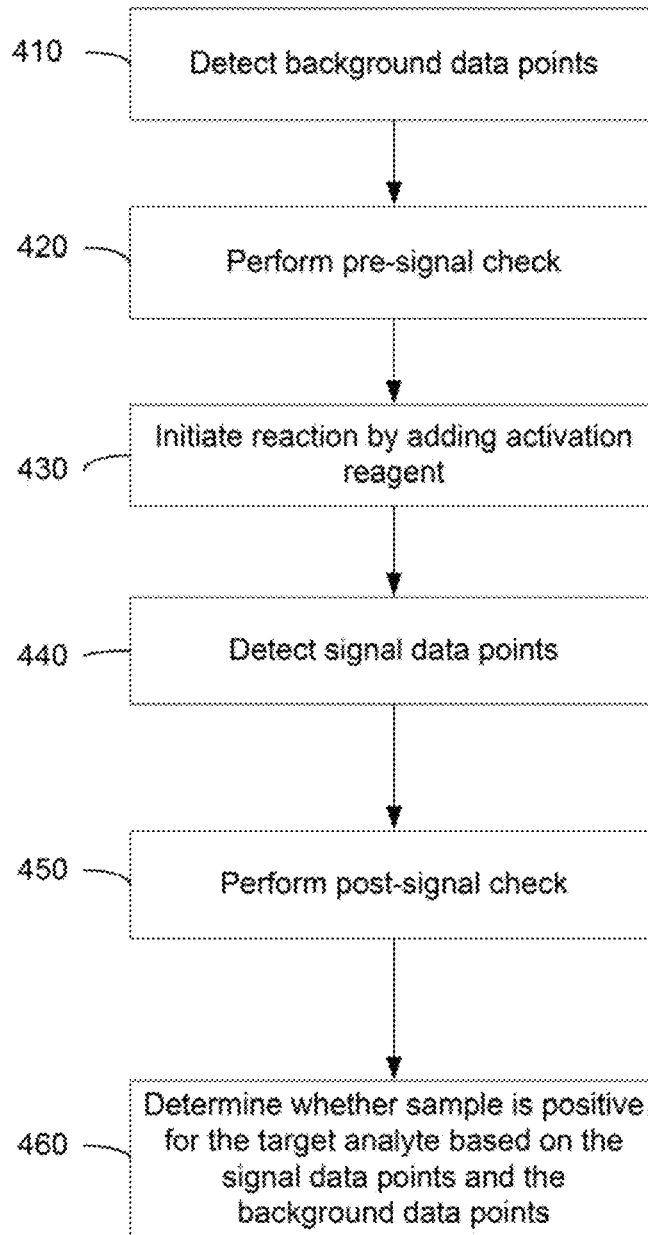 410
Detect background data points
420
Perform pre-signal check
430
Initiate reaction by adding activation
reagent
440
Detect signal data points
450
Perform post-signal check
460
Determine whether sample is positive
for the target analyte based on the
signal data points and the
background data points